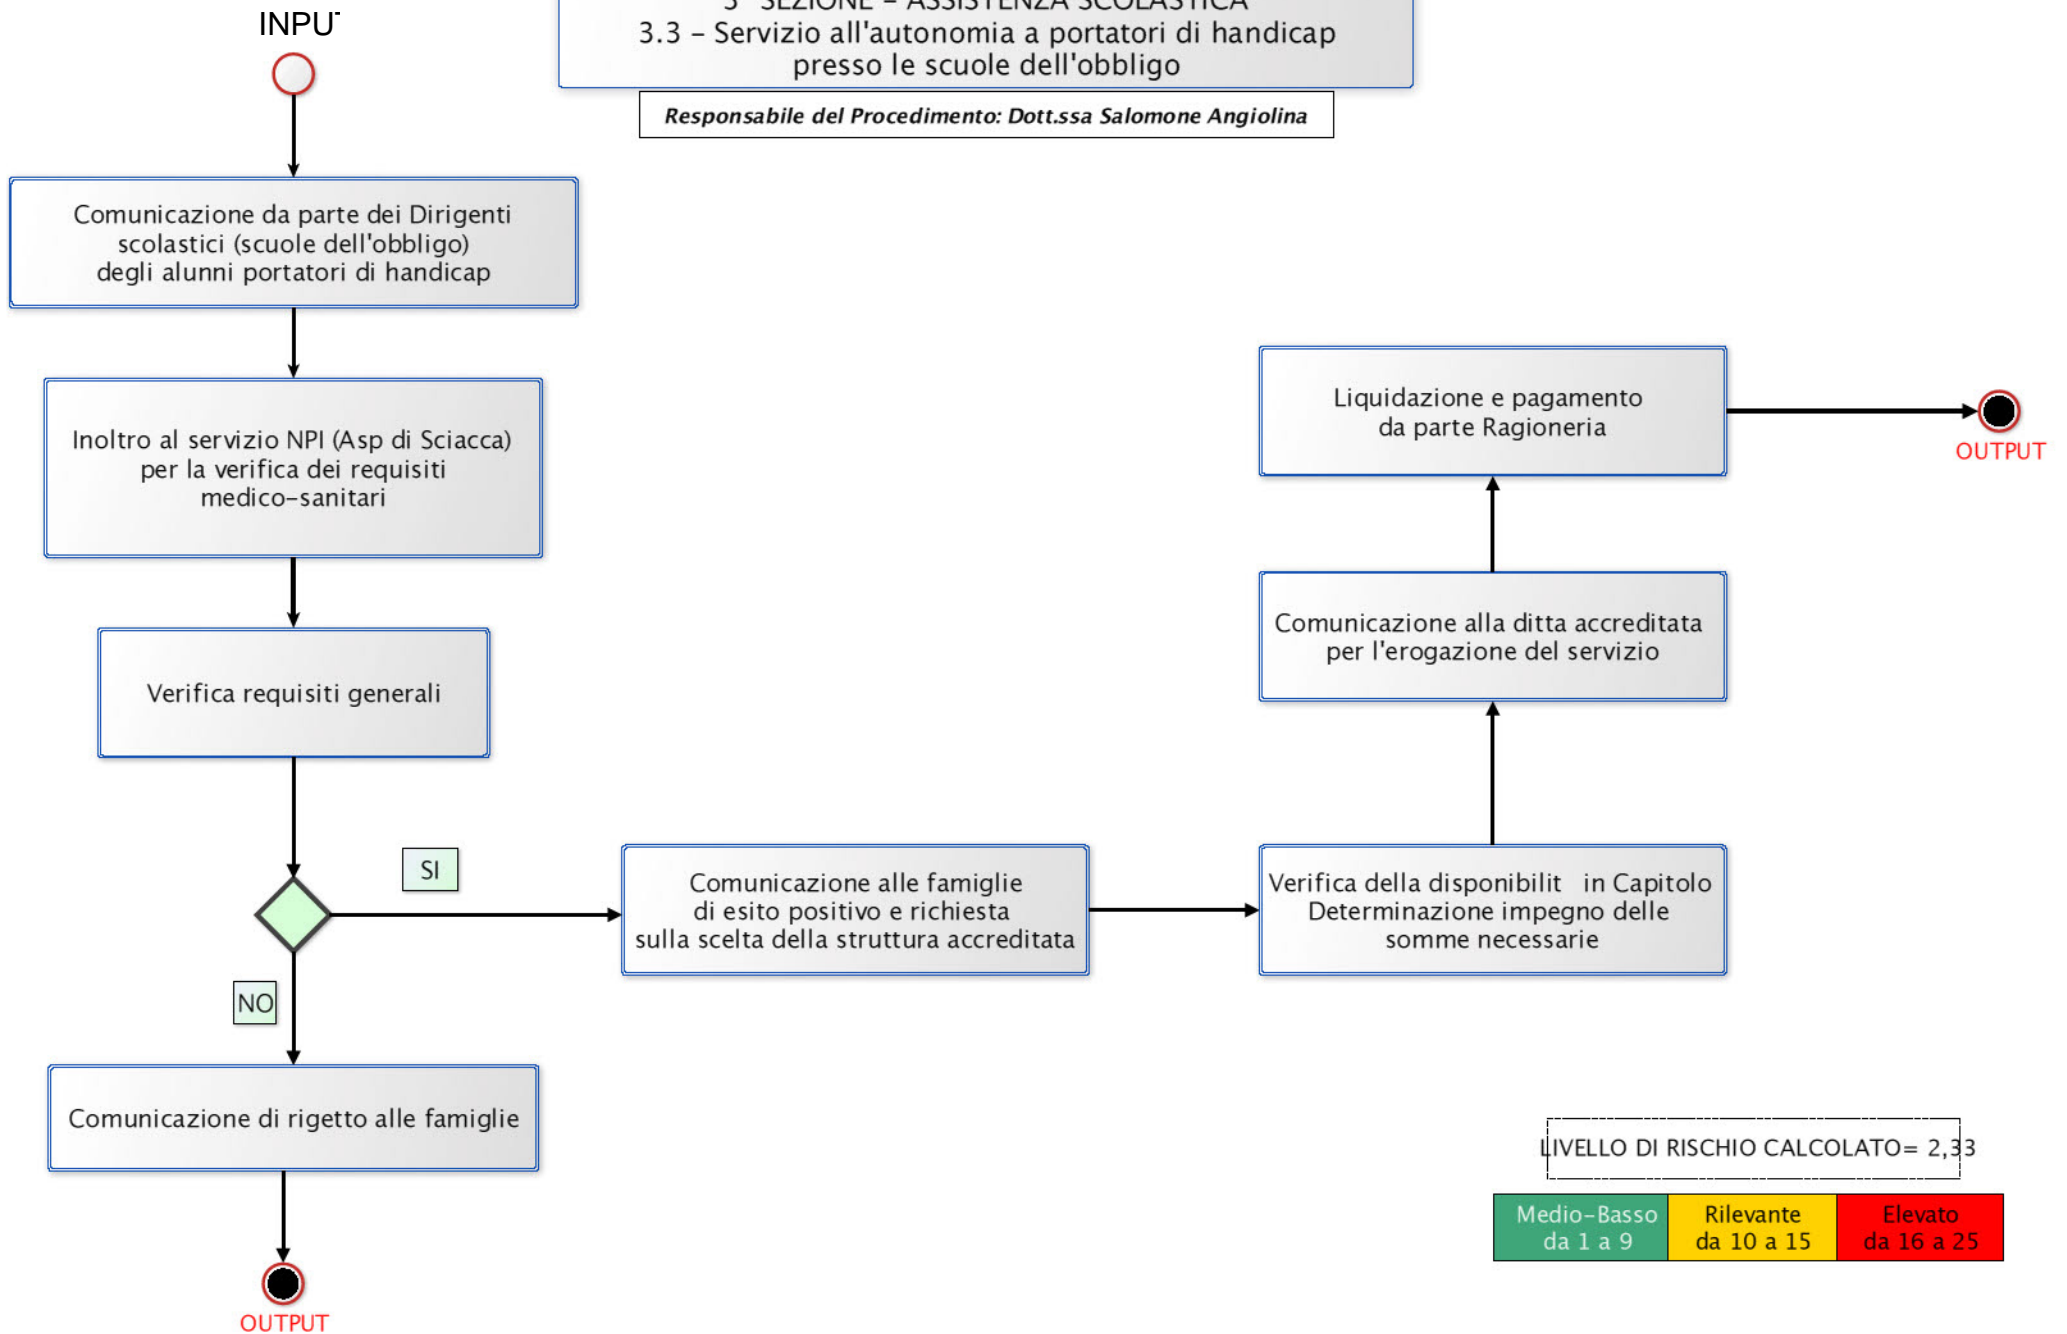 INPUT
3^ SEZIONE – ASSISTENZA SCOLASTICA
3.3 – Servizio all'autonomia a portatori di handicap
presso le scuole dell'obbligo
Responsabile del Procedimento: Dott.ssa Salomone Angiolina
Comunicazione da parte dei Dirigenti
scolastici (scuole dell'obbligo)
degli alunni portatori di handicap
Inoltro al servizio NPI (Asp di Sciacca)
per la verifica dei requisiti
medico–sanitari
Verifica requisiti generali
SI
NO
Comunicazione di rigetto alle famiglie
OUTPUT
Comunicazione alle famiglie
di esito positivo e richiesta
sulla scelta della struttura accreditata
Verifica della disponibilit in Capitolo
Determinazione impegno delle
somme necessarie
Comunicazione alla ditta accreditata
per l'erogazione del servizio
Liquidazione e pagamento
da parte Ragioneria
OUTPUT
LIVELLO DI RISCHIO CALCOLATO= 2,33
Medio–Basso
da 1 a 9
Rilevante
da 10 a 15
Elevato
da 16 a 25